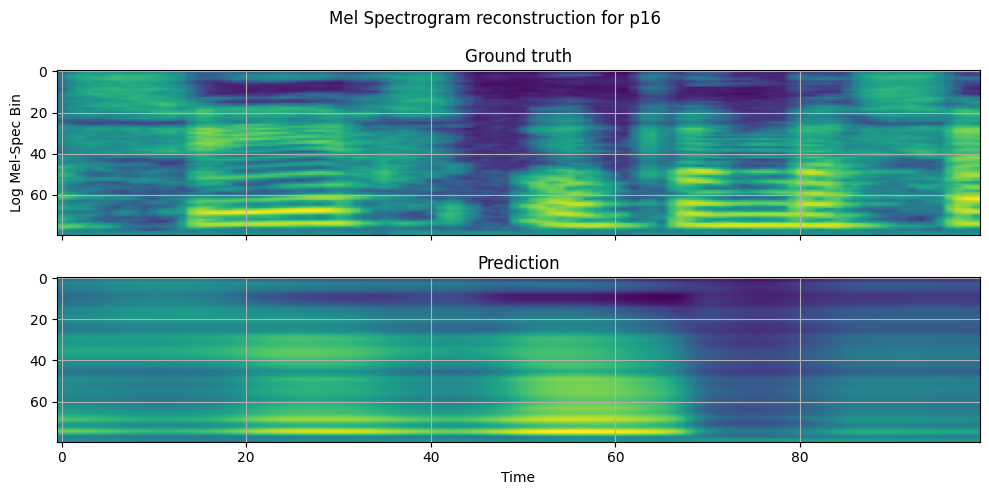 Mel Spectrogram reconstruction for p16
Ground truth
0
20
40
60
Log Mel-Spec Bin
Prediction
0
20
40
60
0 20 40 60 80
Time